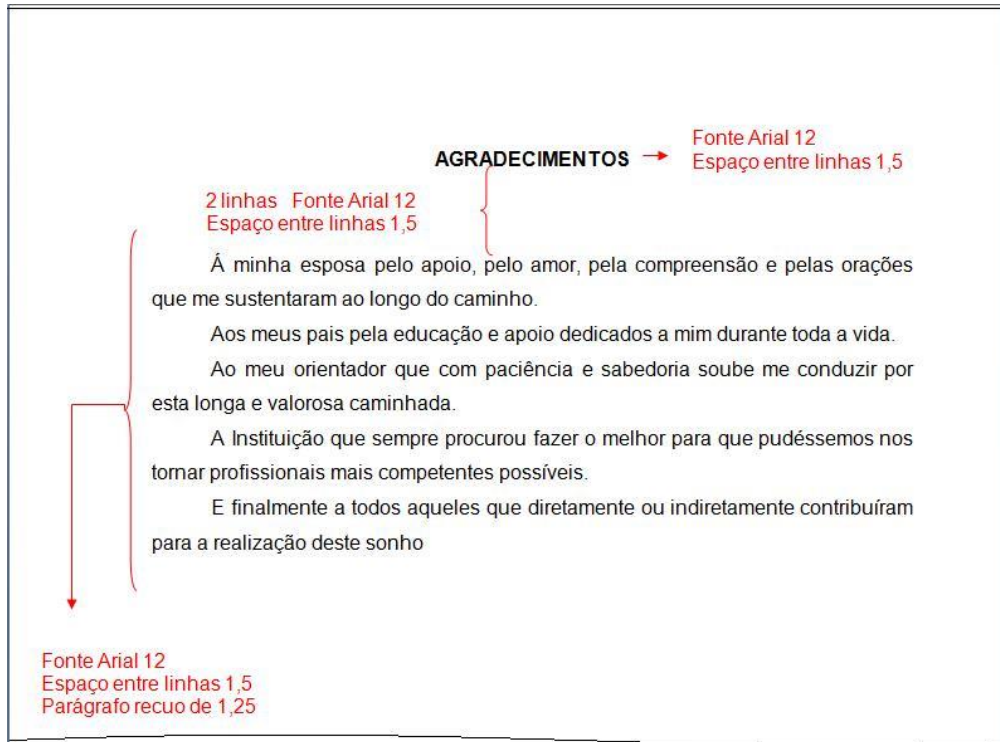 AGRADECIMENTOS
Fonte Arial 12
Espaço entre linhas 1,5
2 linhas Fonte Arial 12
Espaço entre linhas 1,5
Á minha esposa pelo apoio, pelo amor, pela compreensão e pelas orações
que me sustentaram ao longo do caminho.
Aos meus pais pela educação e apoio dedicados a mim durante toda a vida.
Ao meu orientador que com paciência e sabedoria soube me conduzir por
esta longa e valorosa caminhada.
A Instituição que sempre procurou fazer o melhor para que pudéssemos nos
tornar profissionais mais competentes possíveis.
E finalmente a todos aqueles que diretamente ou indiretamente contribuíram
para a realização deste sonho
Fonte Arial 12
Espaço entre linhas 1,5
Parágrafo recuo de 1,25